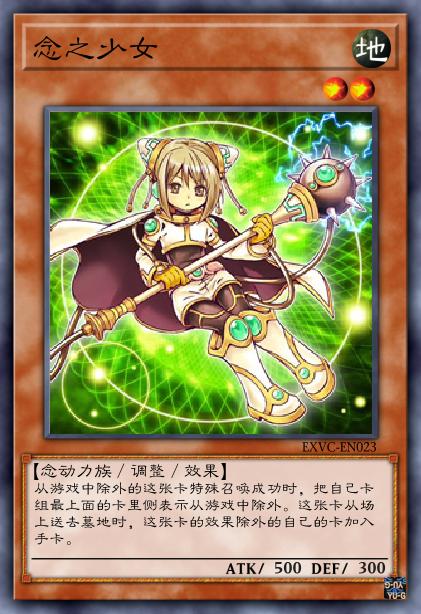 念之少女
地
EXVC-EN023
【念动力族／调整／效果】
从游戏中除外的这张卡特殊召唤成功时，把自己卡
组最上面的卡里侧表示从游戏中除外。这张卡从场
上送去墓地时，这张卡的效果除外的自己的卡加入
手卡。
ATK/ 500 DEF/ 300